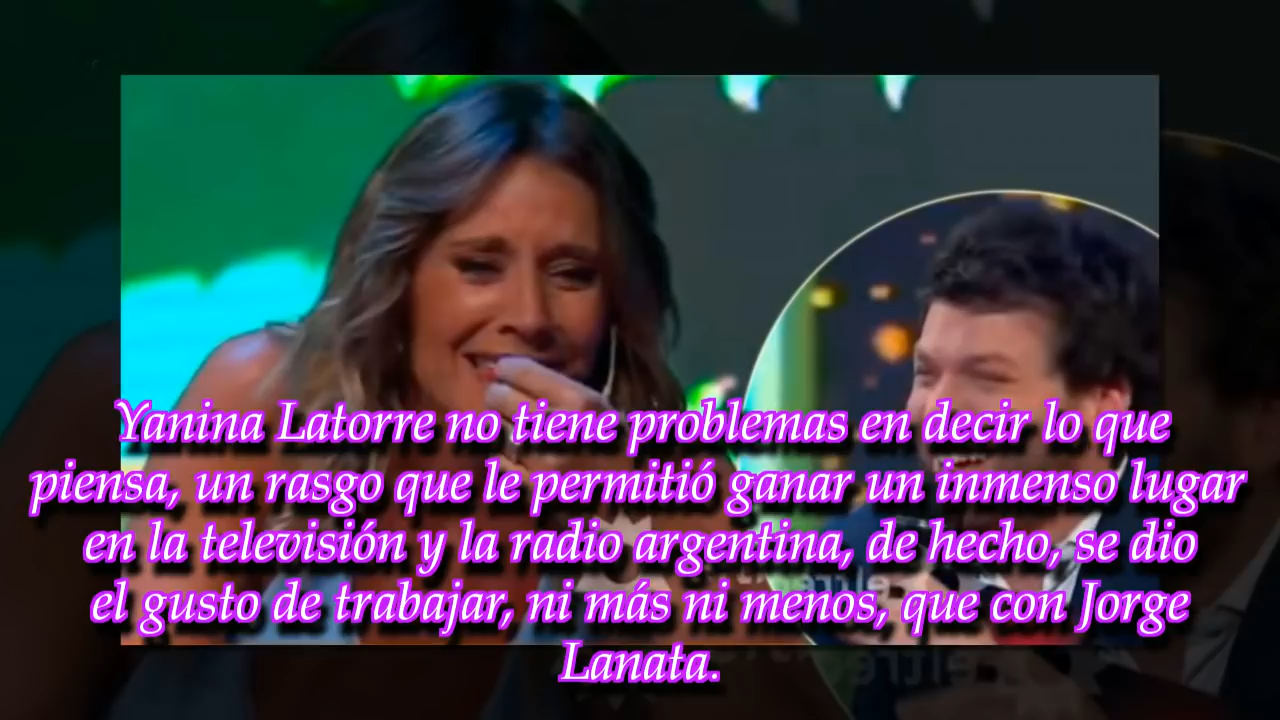 Yanina Latorre no tiene problemas en decir lo que
piensa, un rasgo que le permitió ganar un inmenso lugar
en la televisión y la radio argentina, de hecho, se dio
el gusto de trabajar, ni más ni menos, que con Jorge
Lanata.